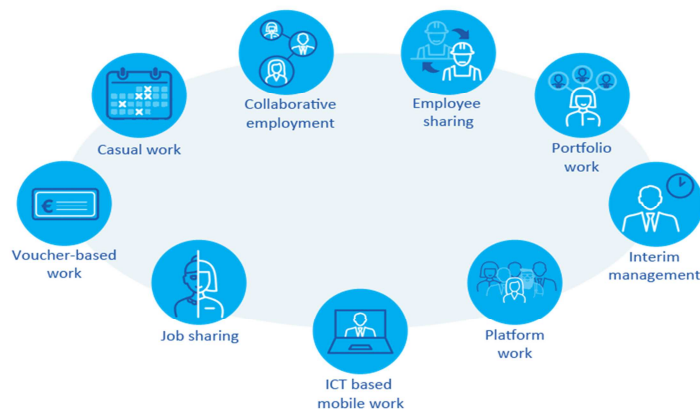 Collaborative
employment
Employee
sharing
Casual work
Portfolio
work
€
Voucher-based
work
Interim
management
Job sharing
Platform
work
ICT based
mobile work